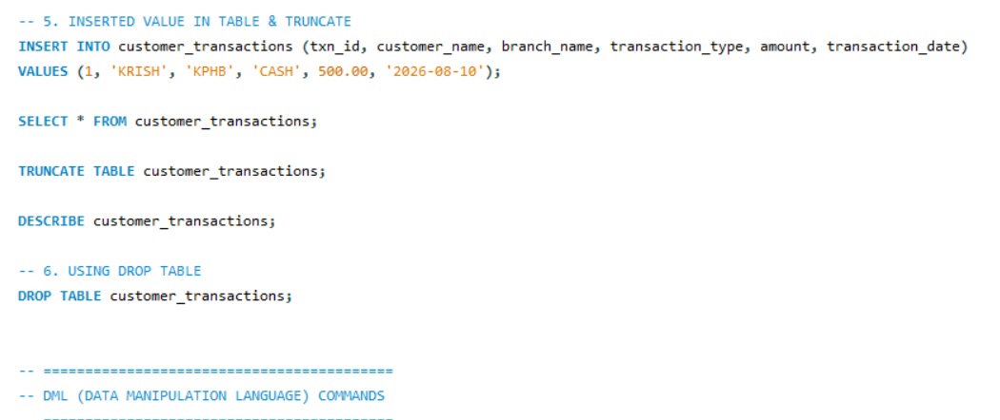 -- 5. INSERTED VALUE IN TABLE & TRUNCATE
INSERT INTO customer_transactions (txn_id, customer_name, branch_name, transaction_type, amount, transaction_date)
VALUES (1, 'KRISH', 'KPHB', 'CASH', 500.00, '2026-08-10');
SELECT * FROM customer_transactions;
TRUNCATE TABLE customer_transactions;
DESCRIBE customer_transactions;
-- 6. USING DROP TABLE
DROP TABLE customer_transactions;
-- ==========================================
-- DML (DATA MANIPULATION LANGUAGE) COMMANDS
-- ==========================================